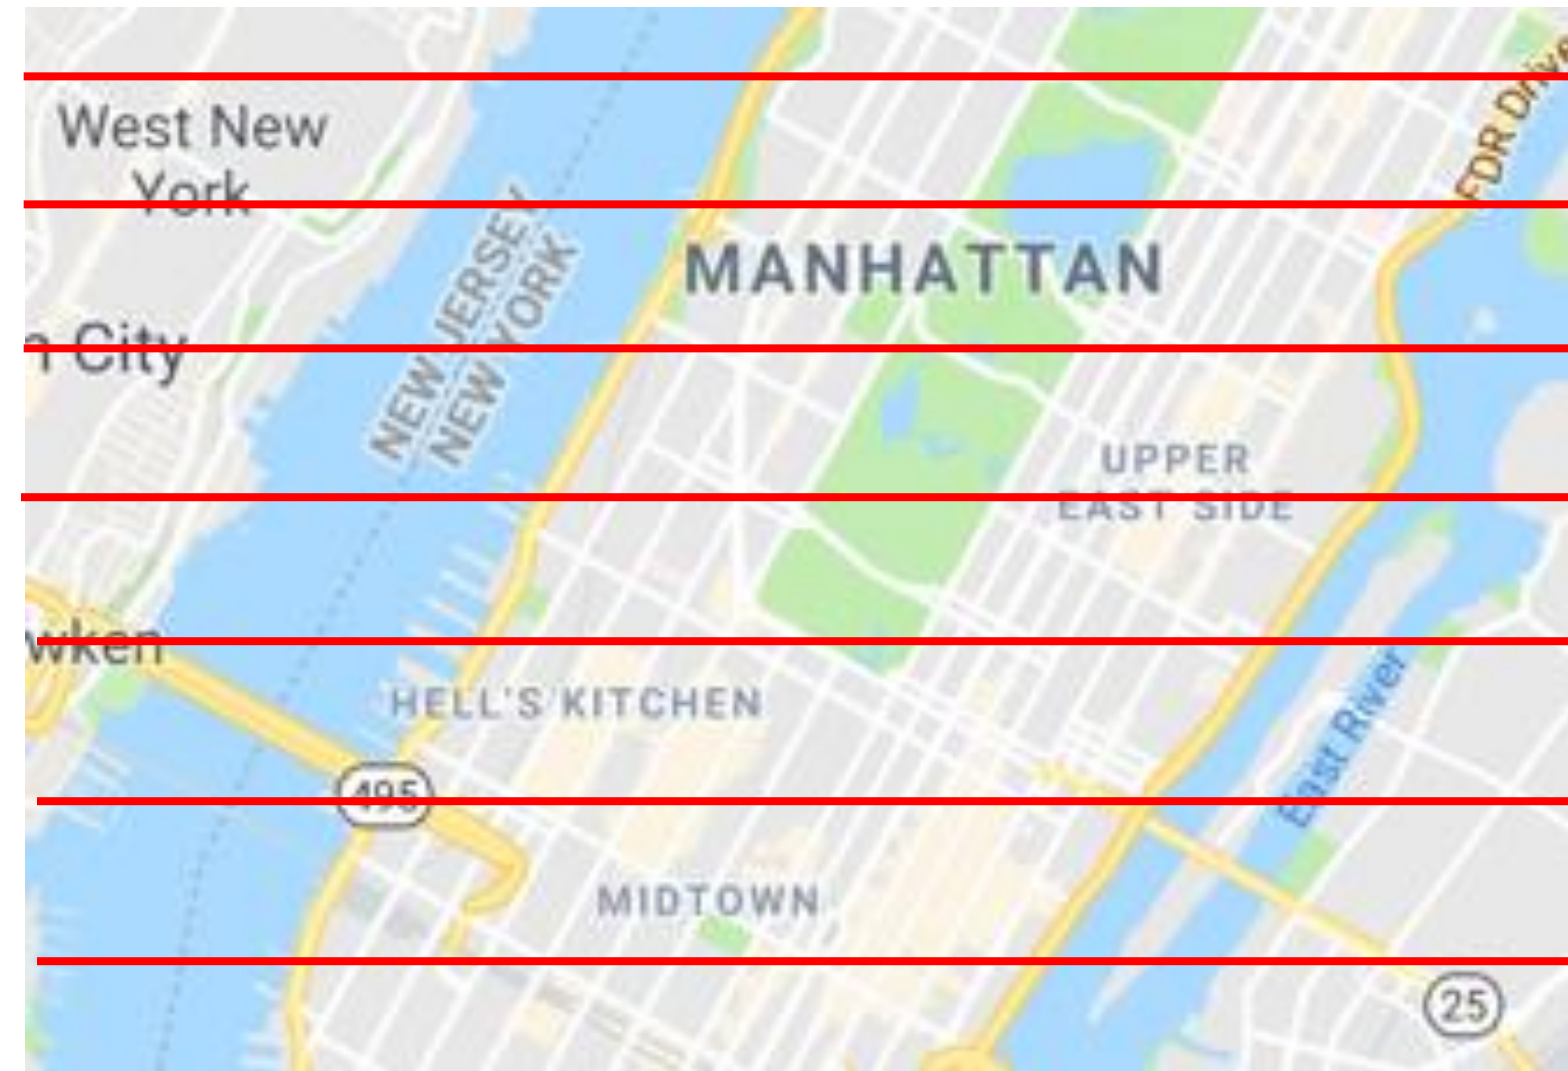 West New
York
FDR Drive
MANHATTAN
NEW JERSEY
NEW YORK
n City
UPPER
EAST SIDE
wken
HELL'S KITCHEN
East River
495
MIDTOWN
25